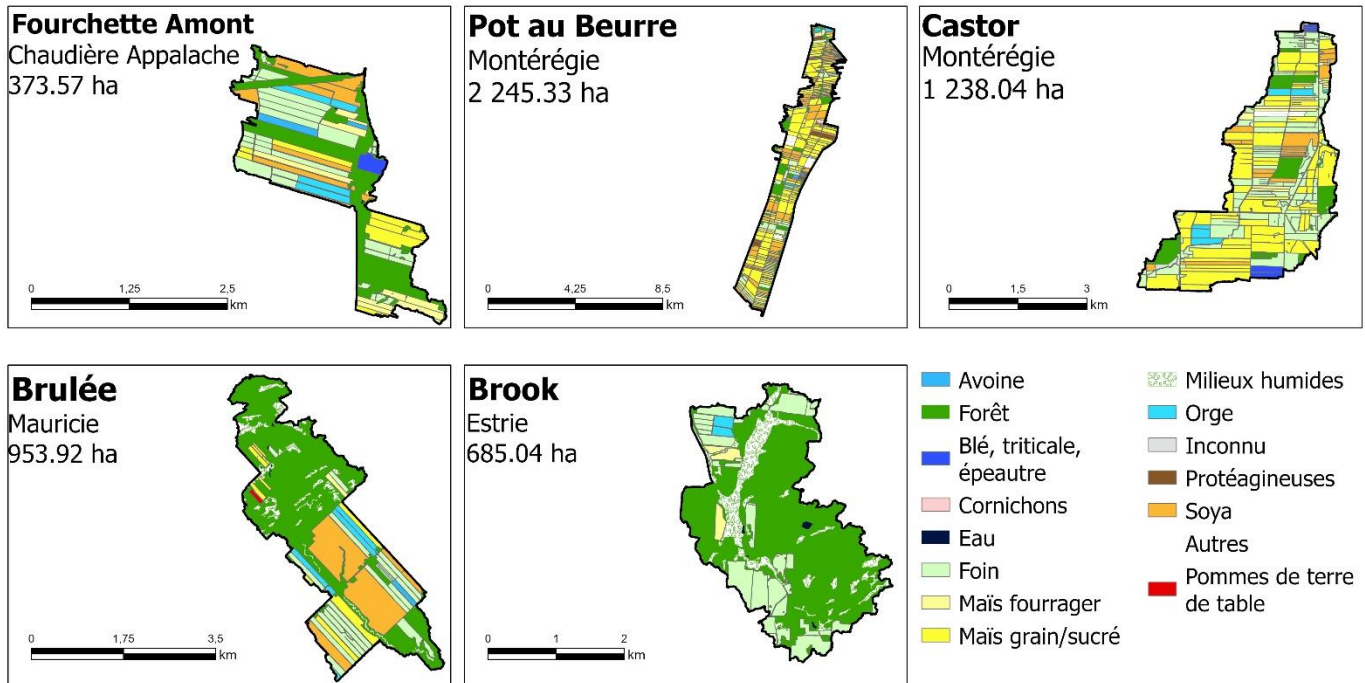 Fourchette Amont
Chaudière Appalache
373.57 ha
0 1,25 2,5
km
Pot au Beurre
Montérégie
2 245.33 ha
0 4,25 8,5
km
Castor
Montérégie
1 238.04 ha
0 1,5 3
km
Brulée
Mauricie
953.92 ha
0 1,75 3,5
km
Brook
Estrie
685.04 ha
0 1 2
km
Avoine
Forêt
Blé, triticale,
épeautre
Cornichons
Eau
Foin
Maïs fourrager
Maïs grain/sucré
Milieux humides
Orge
Inconnu
Protéagineuses
Soya
Autres
Pommes de terre
de table